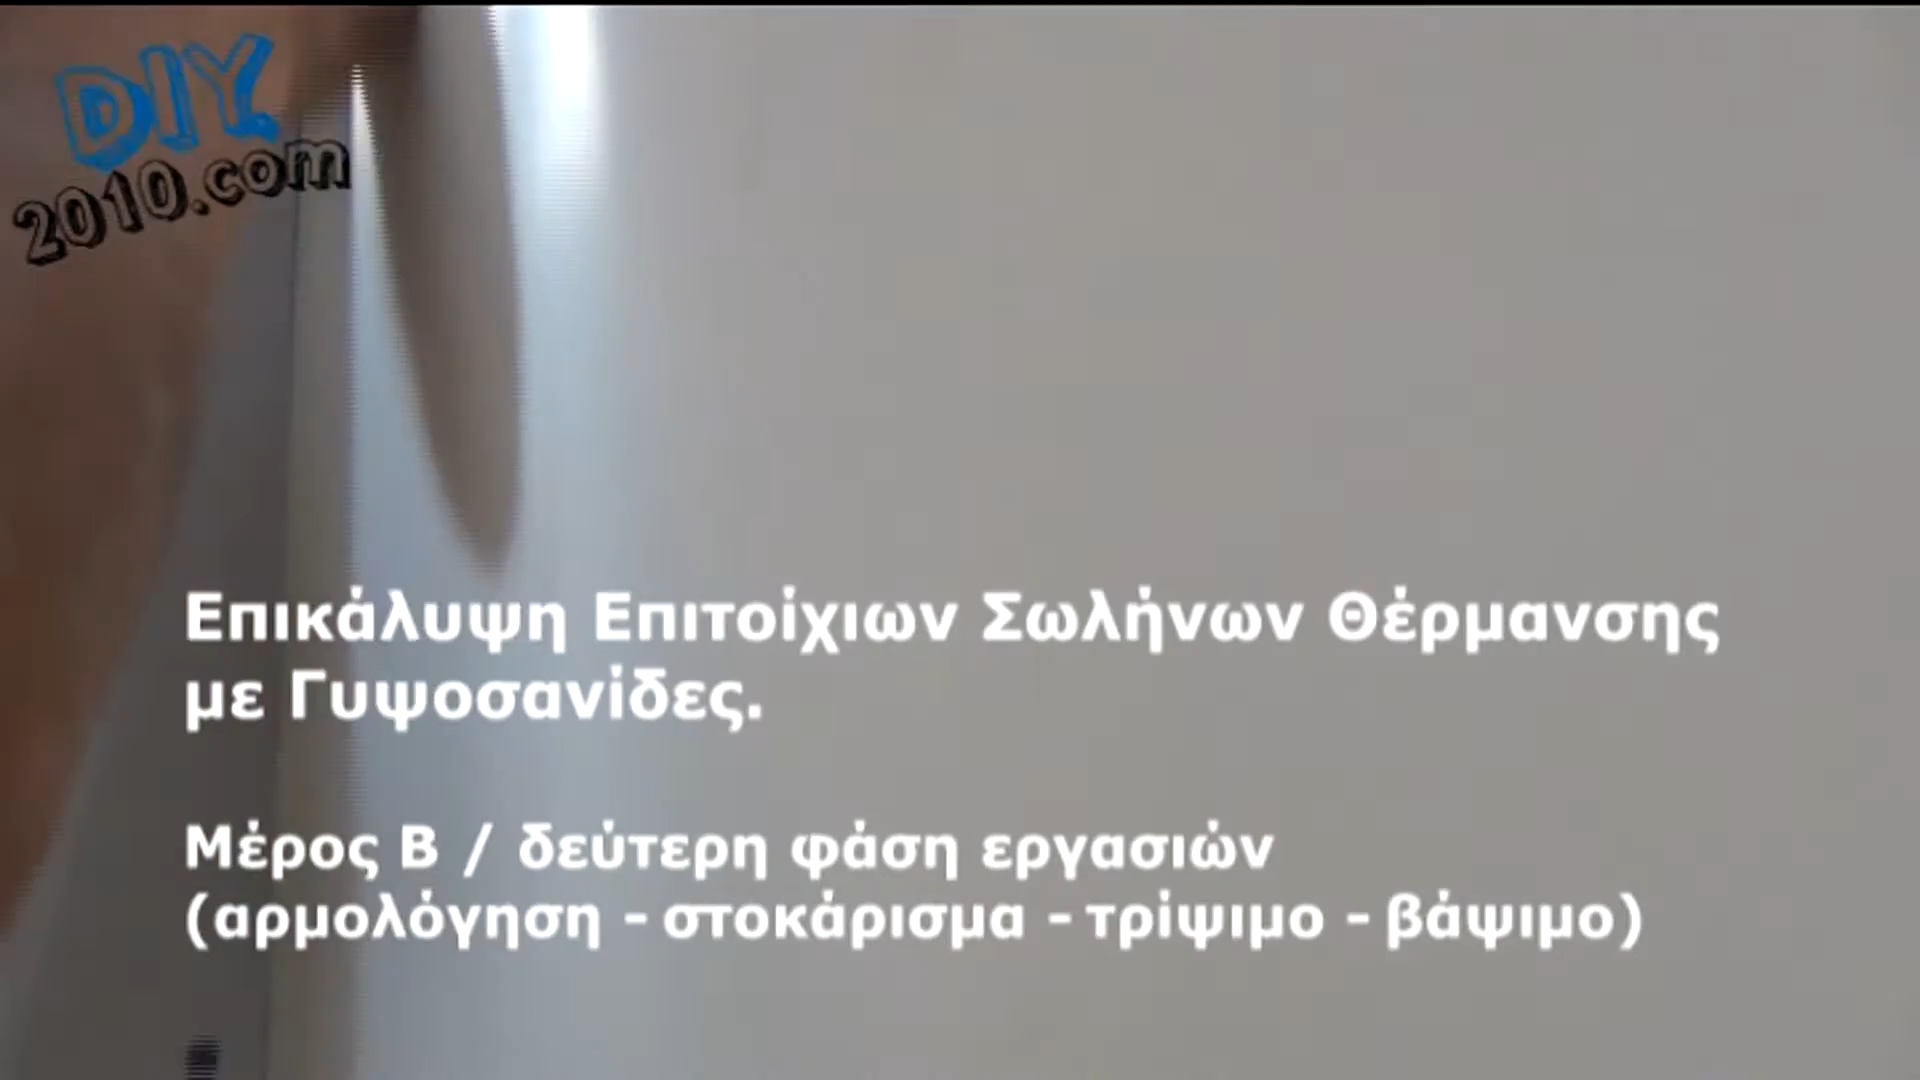 DIY.
2010.com
Επικάλυψη Επιτοίχιων Σωλήνων Θέρμανσης
με Γυψοσανίδες.
Μέρος Β / δεύτερη φάση εργασιών
(αρμολόγηση - στοκάρισμα - τρίψιμο - βάψιμο)